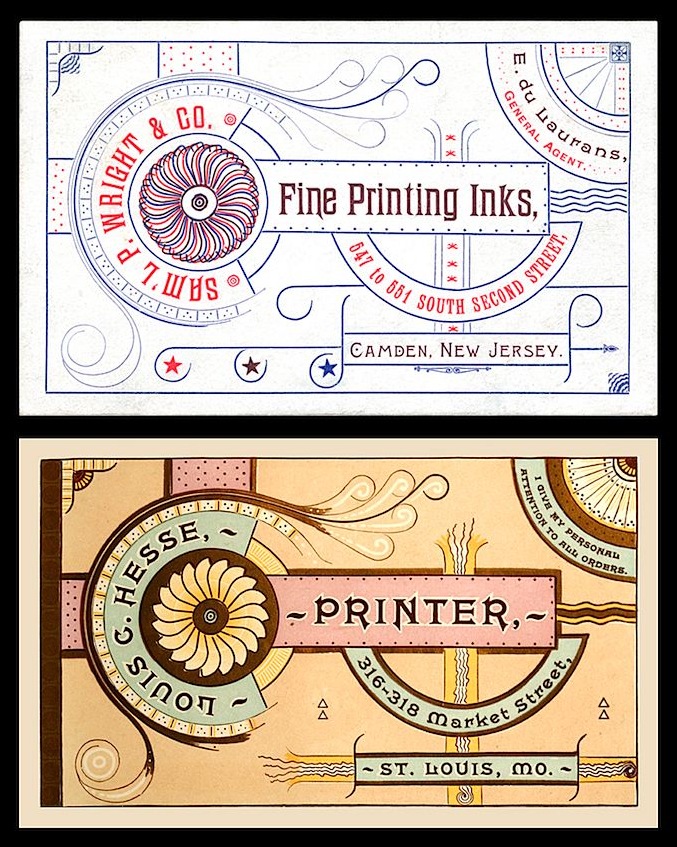 SAM'L P. WRIGHT & CO.
Fine Printing Inks,
647 to 651 SOUTH SECOND STREET,
CAMDEN, NEW JERSEY.
E. du Laurans,
GENERAL AGENT.
LOUIS G. HESSE,~
~PRINTER,~
316-318 Market Street,
~ST. LOUIS, MO.~
I GIVE MY PERSONAL
ATTENTION TO ALL ORDERS.